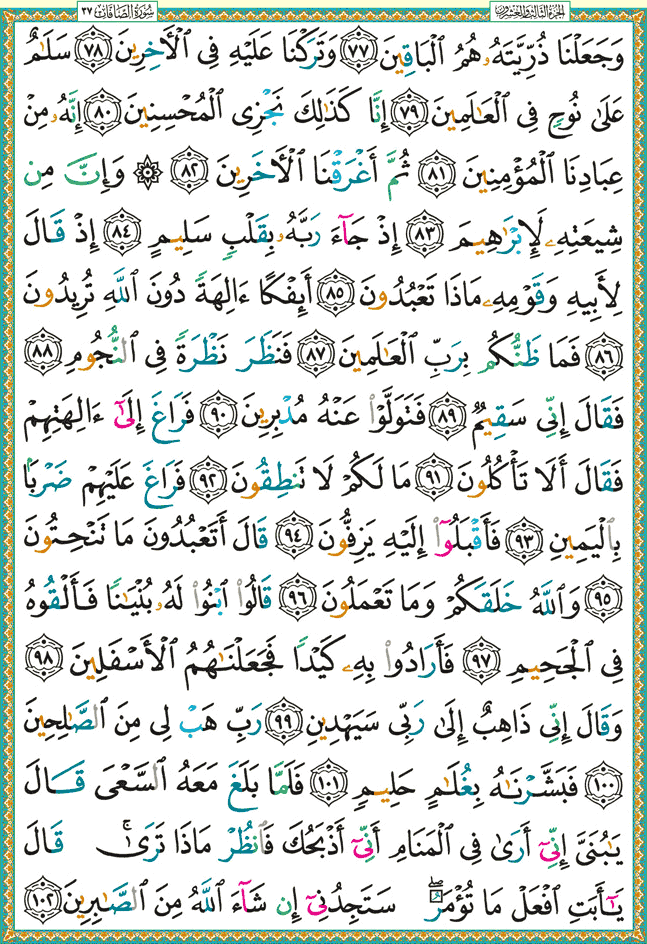 سُورَةُ الصَّافَّاتِ ٣٧
الجزء الثالث والعشرون
وَجَعَلْنَا ذُرِّيَّتَهُۥ هُمُ ٱلْبَاقِينَ ٧٧ وَتَرَكْنَا عَلَيْهِ فِى ٱلْأٓخِرِينَ ٧٨ سَلَـٰمٌ
عَلَىٰ نُوحٍ فِى ٱلْعَـٰلَمِينَ ٧٩ إِنَّا كَذَٰلِكَ نَجْزِى ٱلْمُحْسِنِينَ ٨٠ إِنَّهُۥ مِنْ
عِبَادِنَا ٱلْمُؤْمِنِينَ ٨١ ثُمَّ أَغْرَقْنَا ٱلْأٓخَرِينَ ٨٢ ۞ وَإِنَّ مِن
شِيعَتِهِۦ لَإِبْرَٰهِيمَ ٨٣ إِذْ جَآءَ رَبَّهُۥ بِقَلْبٍ سَلِيمٍ ٨٤ إِذْ قَالَ
لِأَبِيهِ وَقَوْمِهِۦ مَاذَا تَعْبُدُونَ ٨٥ أَئِفْكًا ءَالِهَةً دُونَ ٱللَّهِ تُرِيدُونَ
٨٦ فَمَا ظَنُّكُم بِرَبِّ ٱلْعَـٰلَمِينَ ٨٧ فَنَظَرَ نَظْرَةً فِى ٱلنُّجُومِ ٨٨
فَقَالَ إِنِّى سَقِيمٌ ٨٩ فَتَوَلَّوْا۟ عَنْهُ مُدْبِرِينَ ٩٠ فَرَاغَ إِلَىٰٓ ءَالِهَتِهِمْ
فَقَالَ أَلَا تَأْكُلُونَ ٩١ مَا لَكُمْ لَا تَنطِقُونَ ٩٢ فَرَاغَ عَلَيْهِمْ ضَرْبًۢا
بِٱلْيَمِينِ ٩٣ فَأَقْبَلُوٓا۟ إِلَيْهِ يَزِفُّونَ ٩٤ قَالَ أَتَعْبُدُونَ مَا تَنْحِتُونَ
٩٥ وَٱللَّهُ خَلَقَكُمْ وَمَا تَعْمَلُونَ ٩٦ قَالُوا۟ ٱبْنُوا۟ لَهُۥ بُنْيَـٰنًا فَأَلْقُوهُ
فِى ٱلْجَحِيمِ ٩٧ فَأَرَادُوا۟ بِهِۦ كَيْدًا فَجَعَلْنَـٰهُمُ ٱلْأَسْفَلِينَ ٩٨
وَقَالَ إِنِّى ذَاهِبٌ إِلَىٰ رَبِّى سَيَهْدِينِ ٩٩ رَبِّ هَبْ لِى مِنَ ٱلصَّـٰلِحِينَ
١٠٠ فَبَشَّرْنَـٰهُ بِغُلَـٰمٍ حَلِيمٍ ١٠١ فَلَمَّا بَلَغَ مَعَهُ ٱلسَّعْىَ قَالَ
يَـٰبُنَىَّ إِنِّىٓ أَرَىٰ فِى ٱلْمَنَامِ أَنِّىٓ أَذْبَحُكَ فَٱنظُرْ مَاذَا تَرَىٰ ۚ قَالَ
يَـٰٓأَبَتِ ٱفْعَلْ مَا تُؤْمَرُ ۖ سَتَجِدُنِىٓ إِن شَآءَ ٱللَّهُ مِنَ ٱلصَّـٰبِرِينَ ١٠٢